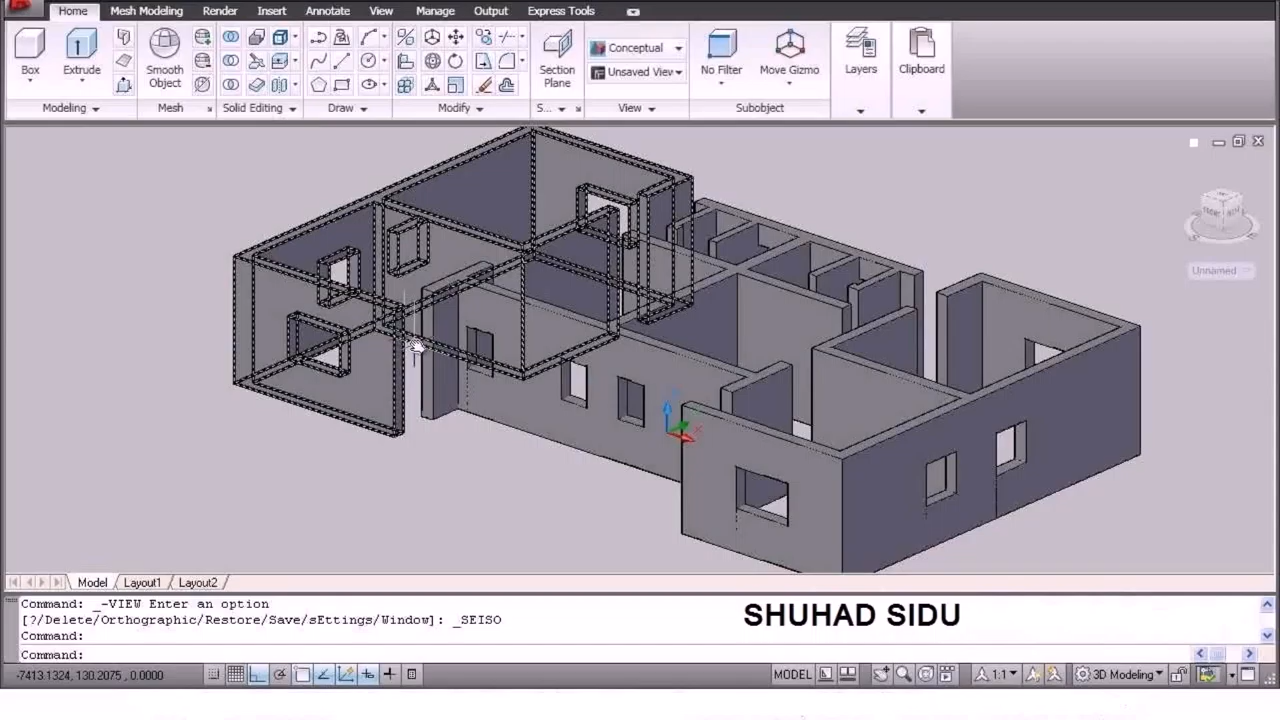 Home Mesh Modeling Render Insert Annotate View Manage Output Express Tools
Box Extrude Smooth Object Section Plane Conceptual Unsaved View No Filter Move Gizmo Layers Clipboard
Modeling Mesh Solid Editing Draw Modify S... View Subobject
Unnamed
Model Layout1 Layout2
Command: _-VIEW Enter an option
[?/Delete/Orthographic/Restore/Save/sEttings/Window]: _SEISO
Command:
Command:
SHUHAD SIDU
-7413.1324, 130.2075 , 0.0000 MODEL 1:1 3D Modeling